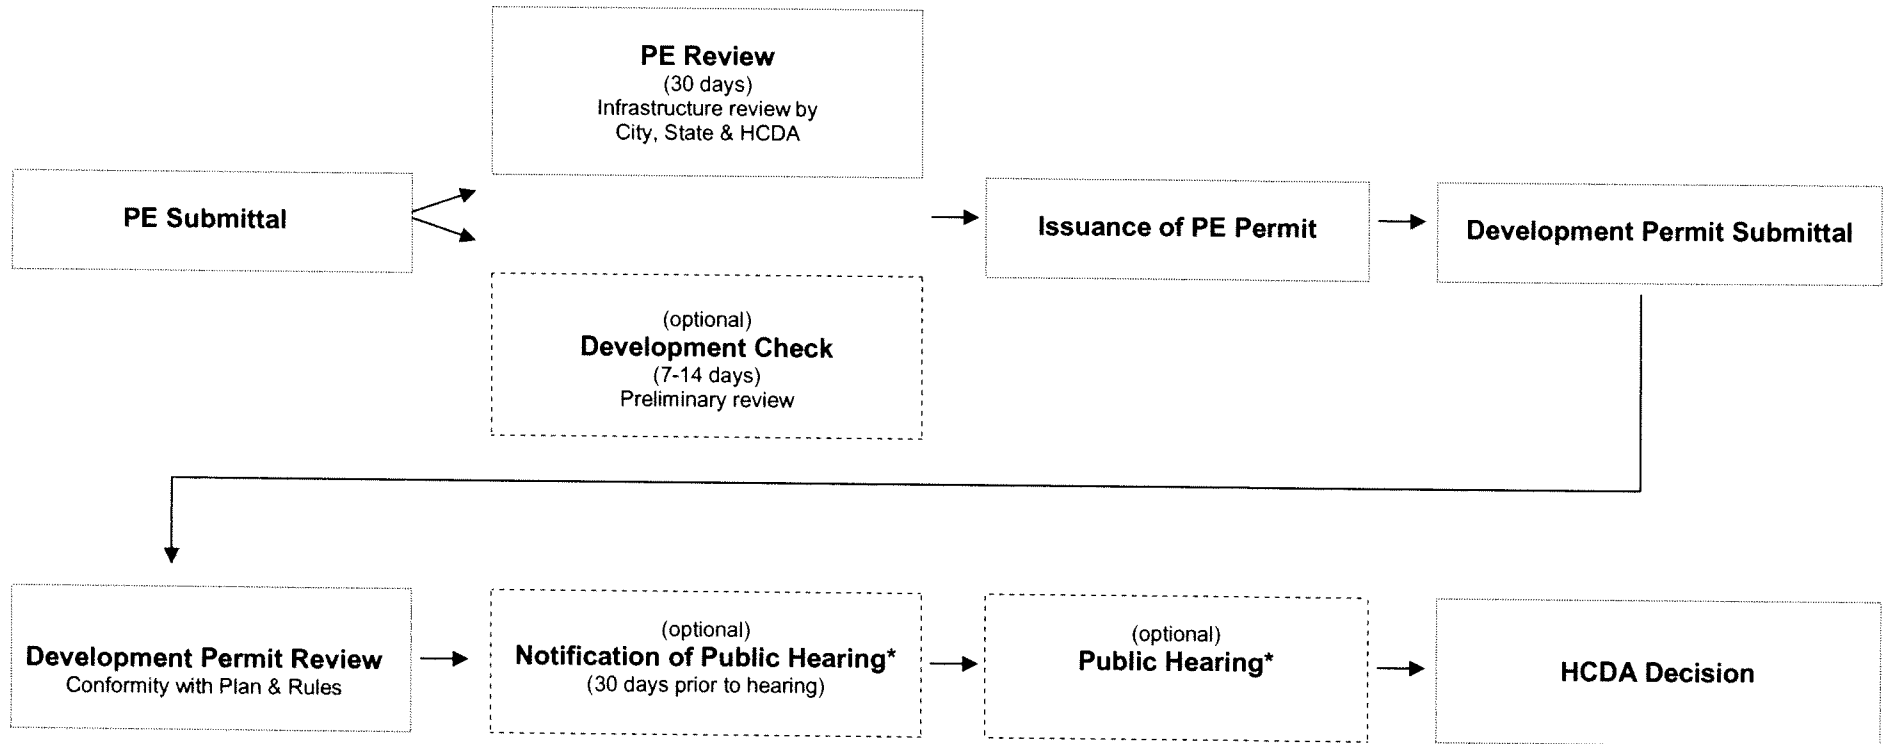 PE Submittal
PE Review
(30 days)
Infrastructure review by
City, State & HCDA
(optional)
Development Check
(7-14 days)
Preliminary review
Issuance of PE Permit
Development Permit Submittal
Development Permit Review
Conformity with Plan & Rules
(optional)
Notification of Public Hearing*
(30 days prior to hearing)
(optional)
Public Hearing*
HCDA Decision